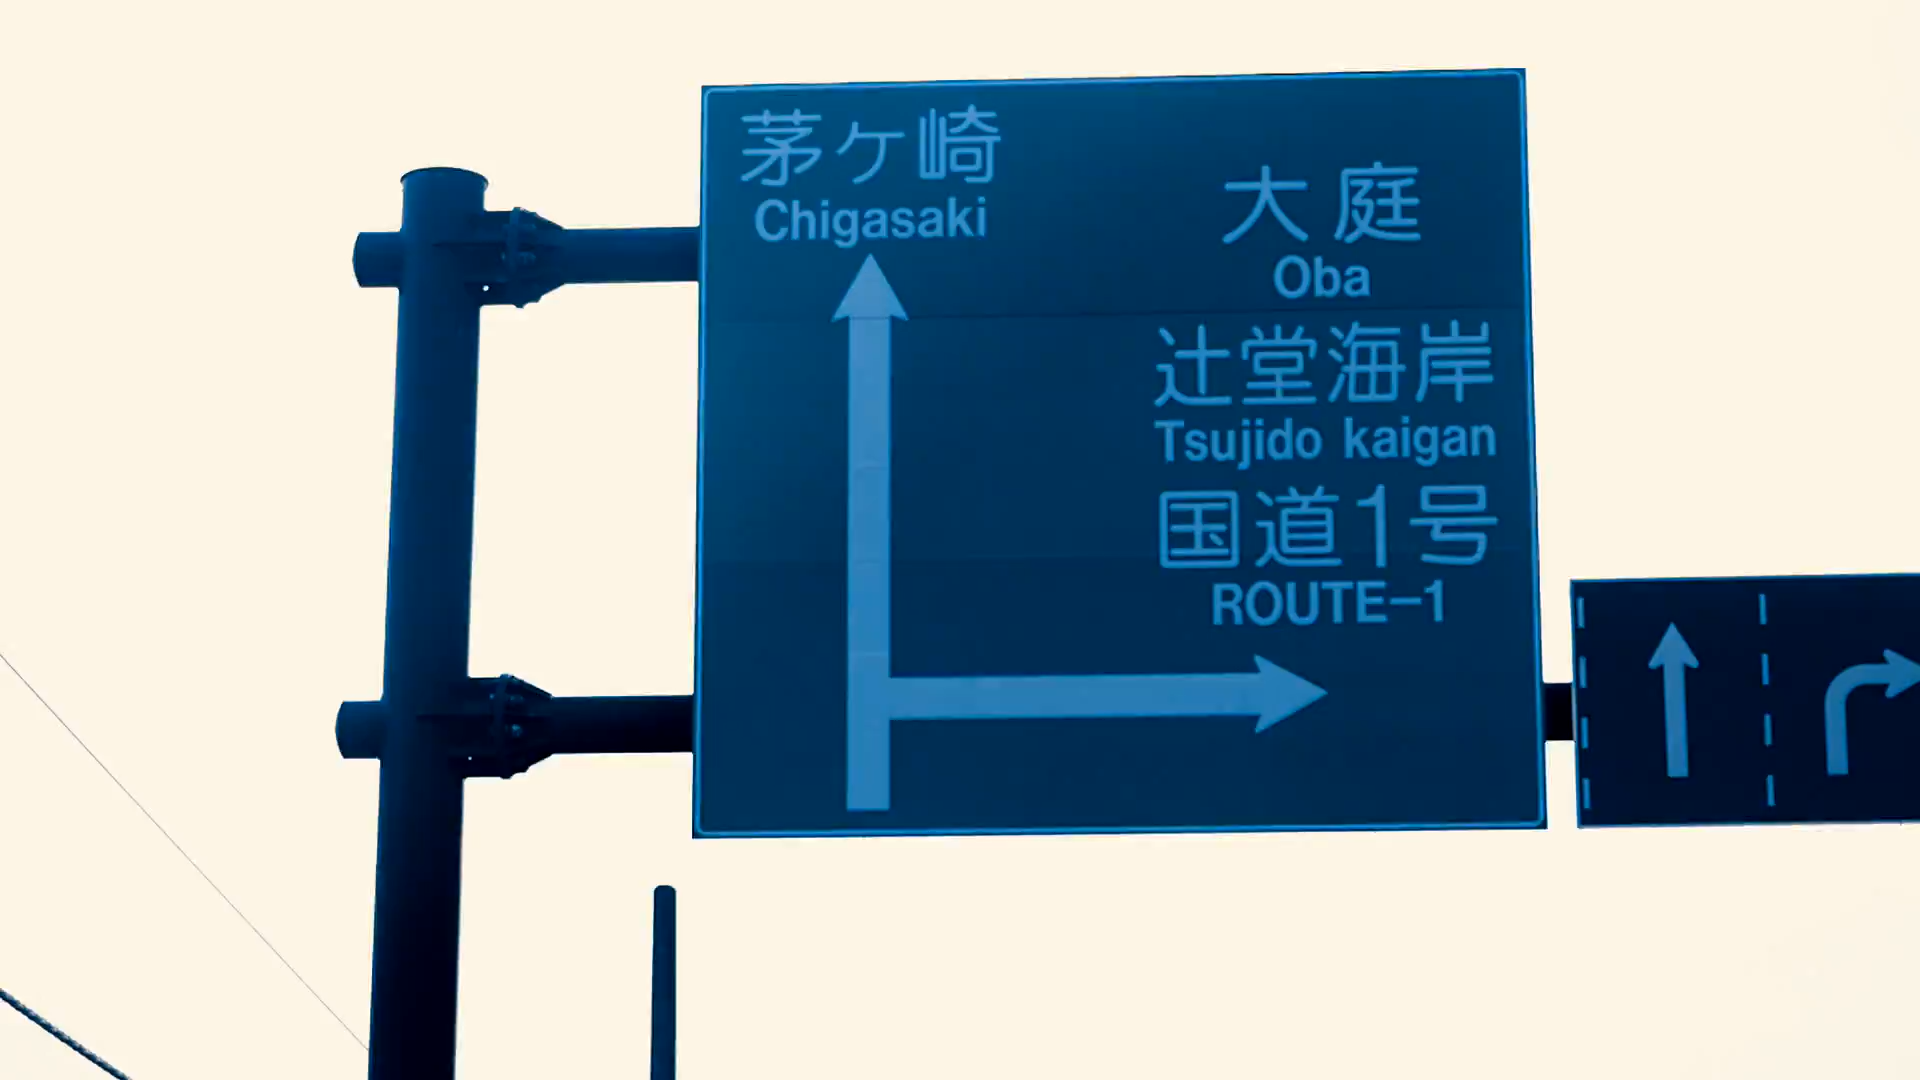 茅ケ崎
Chigasaki
大庭
Oba
辻堂海岸
Tsujido kaigan
国道1号
ROUTE-1